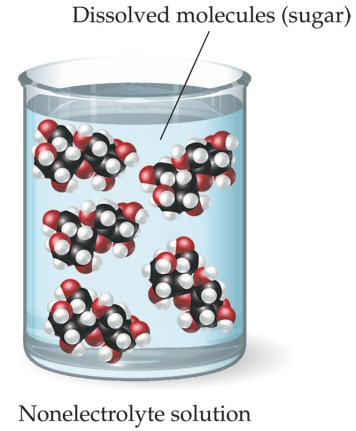 Dissolved molecules (sugar)
Nonelectrolyte solution